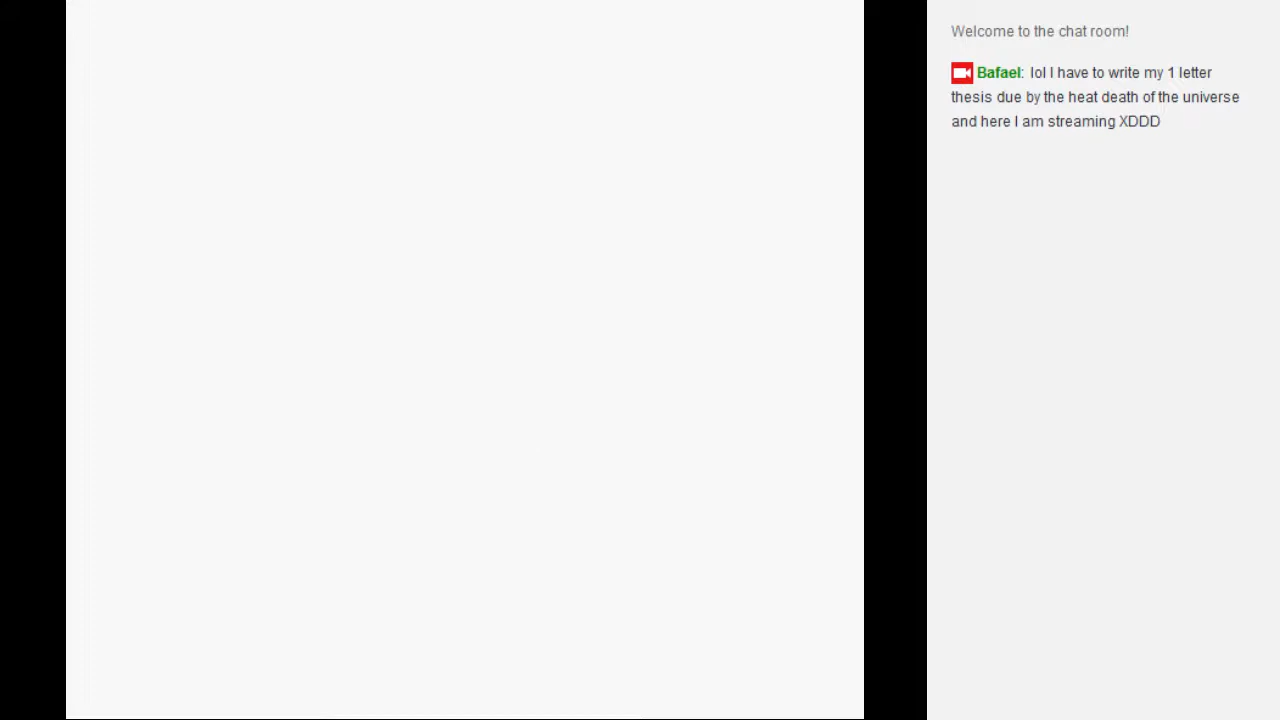 Welcome to the chat room!
Bafael: lol I have to write my 1 letter
thesis due by the heat death of the universe
and here I am streaming XDDD